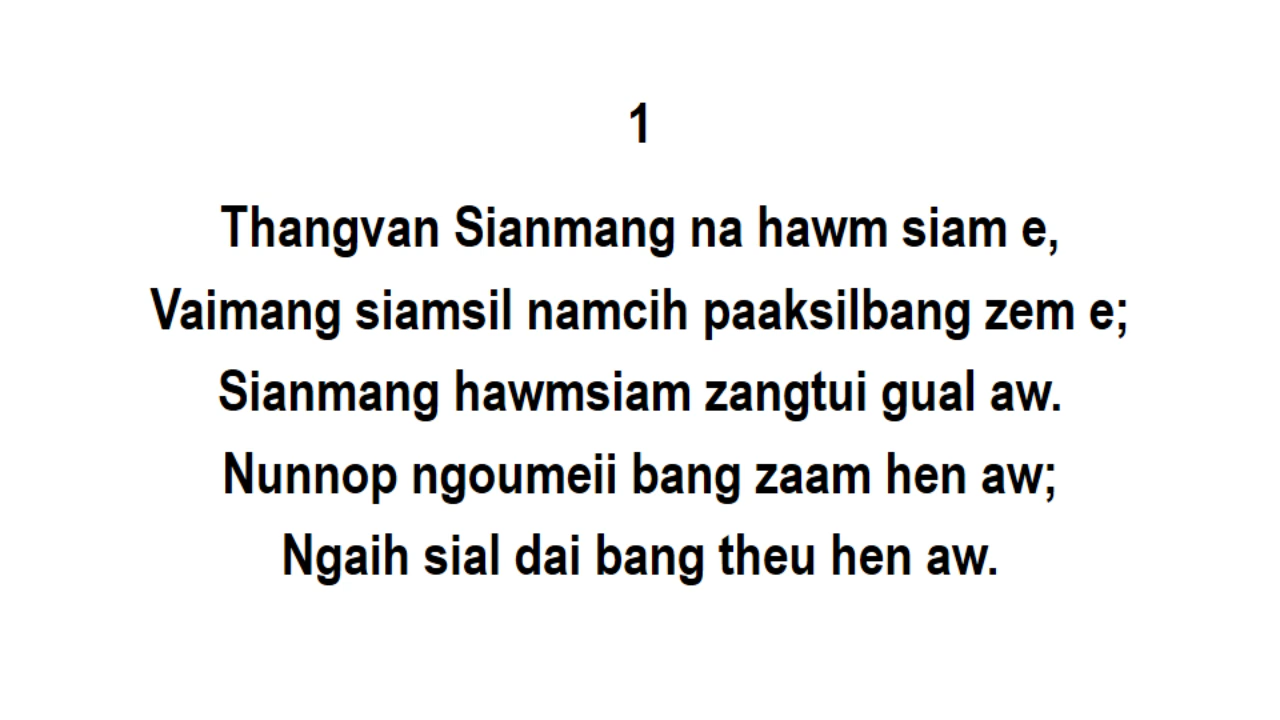 1
Thangvan Sianmang na hawm siam e,
Vaimang siamsil namcih paaksilbang zem e;
Sianmang hawmsiam zangtui gual aw.
Nunnop ngoumeii bang zaam hen aw;
Ngaih sial dai bang theu hen aw.